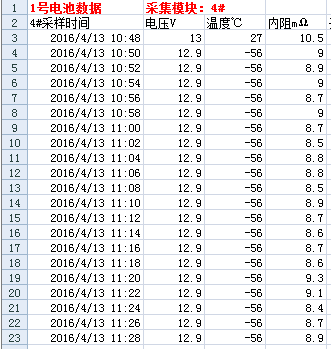 1 1号电池数据 采集模块：4#
2 4#采样时间 电压V 温度℃ 内阻mΩ
3 2016/4/13 10:48 13 27 10.5
4 2016/4/13 10:50 12.9 -56 9
5 2016/4/13 10:52 12.9 -56 8.9
6 2016/4/13 10:54 12.9 -56 9
7 2016/4/13 10:56 12.9 -56 8.7
8 2016/4/13 10:58 12.9 -56 9
9 2016/4/13 11:00 12.9 -56 8.7
10 2016/4/13 11:02 12.9 -56 8.5
11 2016/4/13 11:04 12.9 -56 8.8
12 2016/4/13 11:06 12.9 -56 8.8
13 2016/4/13 11:08 12.9 -56 8.5
14 2016/4/13 11:10 12.9 -56 8.9
15 2016/4/13 11:12 12.9 -56 8.7
16 2016/4/13 11:14 12.9 -56 8.6
17 2016/4/13 11:16 12.9 -56 8.7
18 2016/4/13 11:18 12.9 -56 8.6
19 2016/4/13 11:20 12.9 -56 9.3
20 2016/4/13 11:22 12.9 -56 9.1
21 2016/4/13 11:24 12.9 -56 8.4
22 2016/4/13 11:26 12.9 -56 8.7
23 2016/4/13 11:28 12.9 -56 8.9